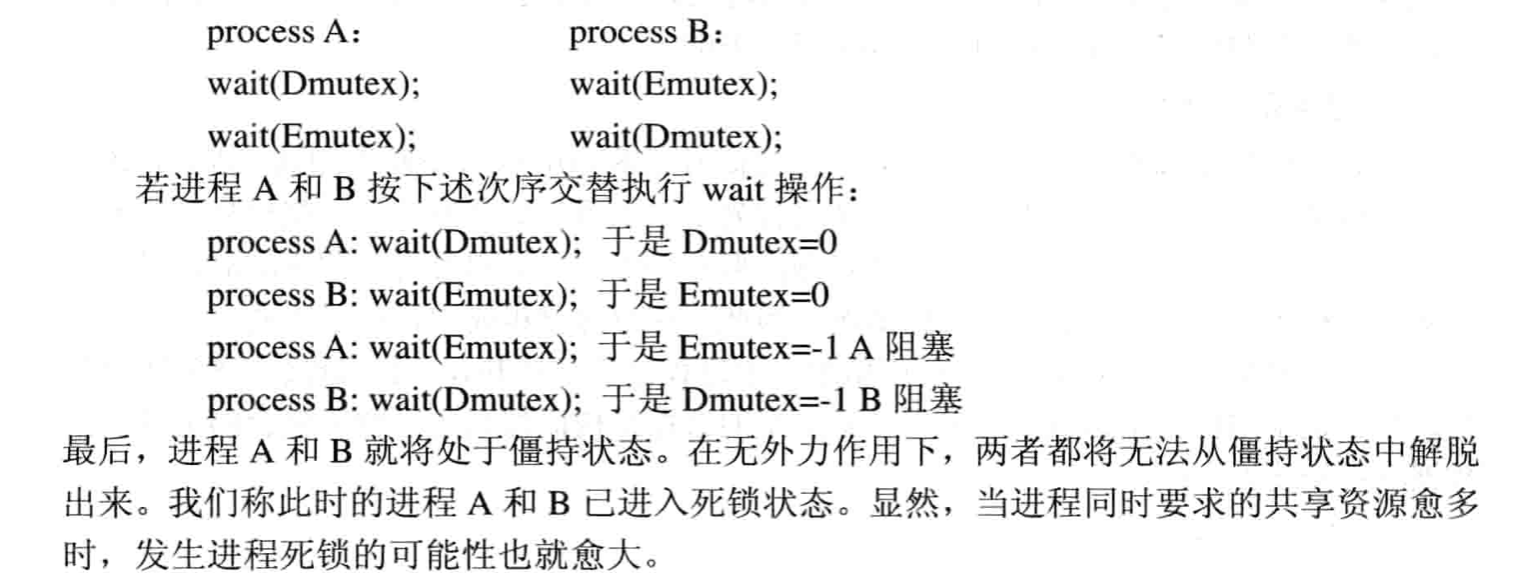 process A： process B：
wait(Dmutex); wait(Emutex);
wait(Emutex); wait(Dmutex);
若进程 A 和 B 按下述次序交替执行 wait 操作：
process A: wait(Dmutex); 于是 Dmutex=0
process B: wait(Emutex); 于是 Emutex=0
process A: wait(Emutex); 于是 Emutex=-1 A 阻塞
process B: wait(Dmutex); 于是 Dmutex=-1 B 阻塞
最后，进程 A 和 B 就将处于僵持状态。在无外力作用下，两者都将无法从僵持状态中解脱
出来。我们称此时的进程 A 和 B 已进入死锁状态。显然，当进程同时要求的共享资源愈多
时，发生进程死锁的可能性也就愈大。